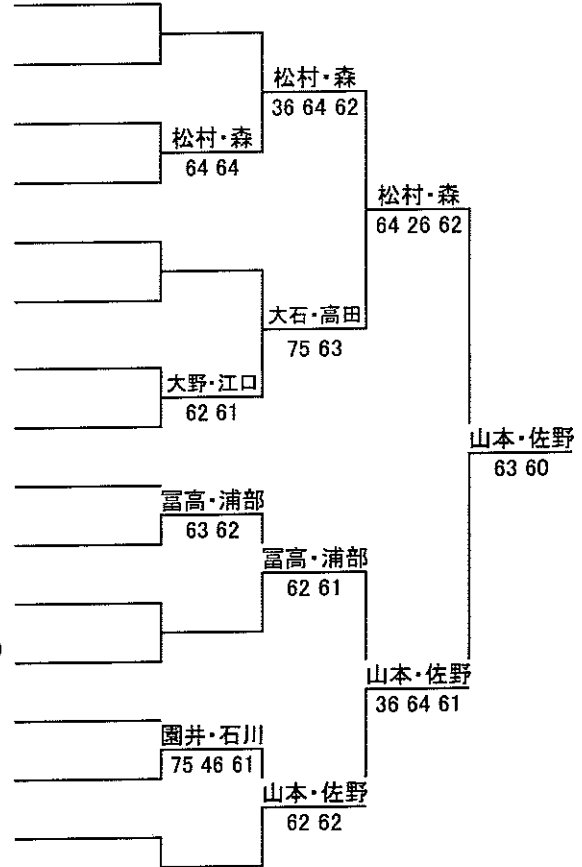 松村・森
36 64 62
松村・森
64 64
松村・森
64 26 62
大石・高田
75 63
大野・江口
62 61
山本・佐野
63 60
冨高・浦部
63 62
冨高・浦部
62 61
山本・佐野
36 64 61
園井・石川
75 46 61
山本・佐野
62 62